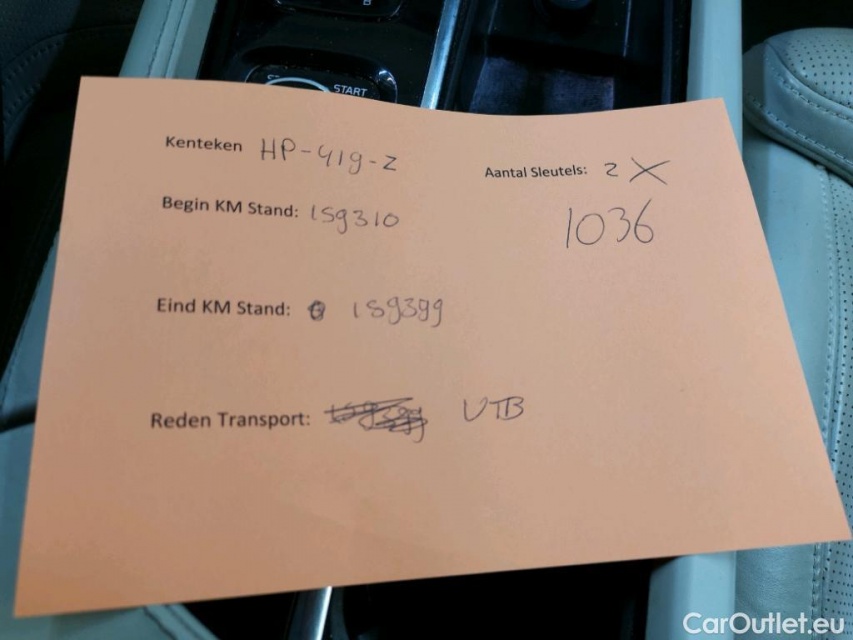 START
Kenteken HP-419-Z
Aantal Sleutels: 2 X
Begin KM Stand: 159310
1036
Eind KM Stand: 159399
Reden Transport: UTB
CarOutlet.eu